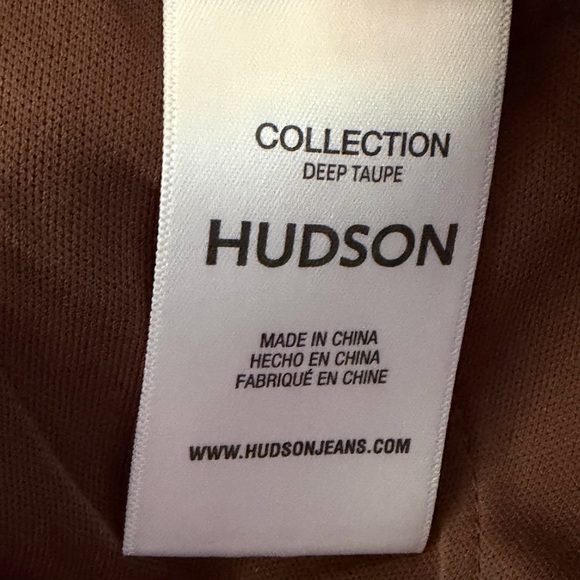 COLLECTION
DEEP TAUPE
HUDSON
MADE IN CHINA
HECHO EN CHINA
FABRIQUÉ EN CHINE
WWW.HUDSONJEANS.COM